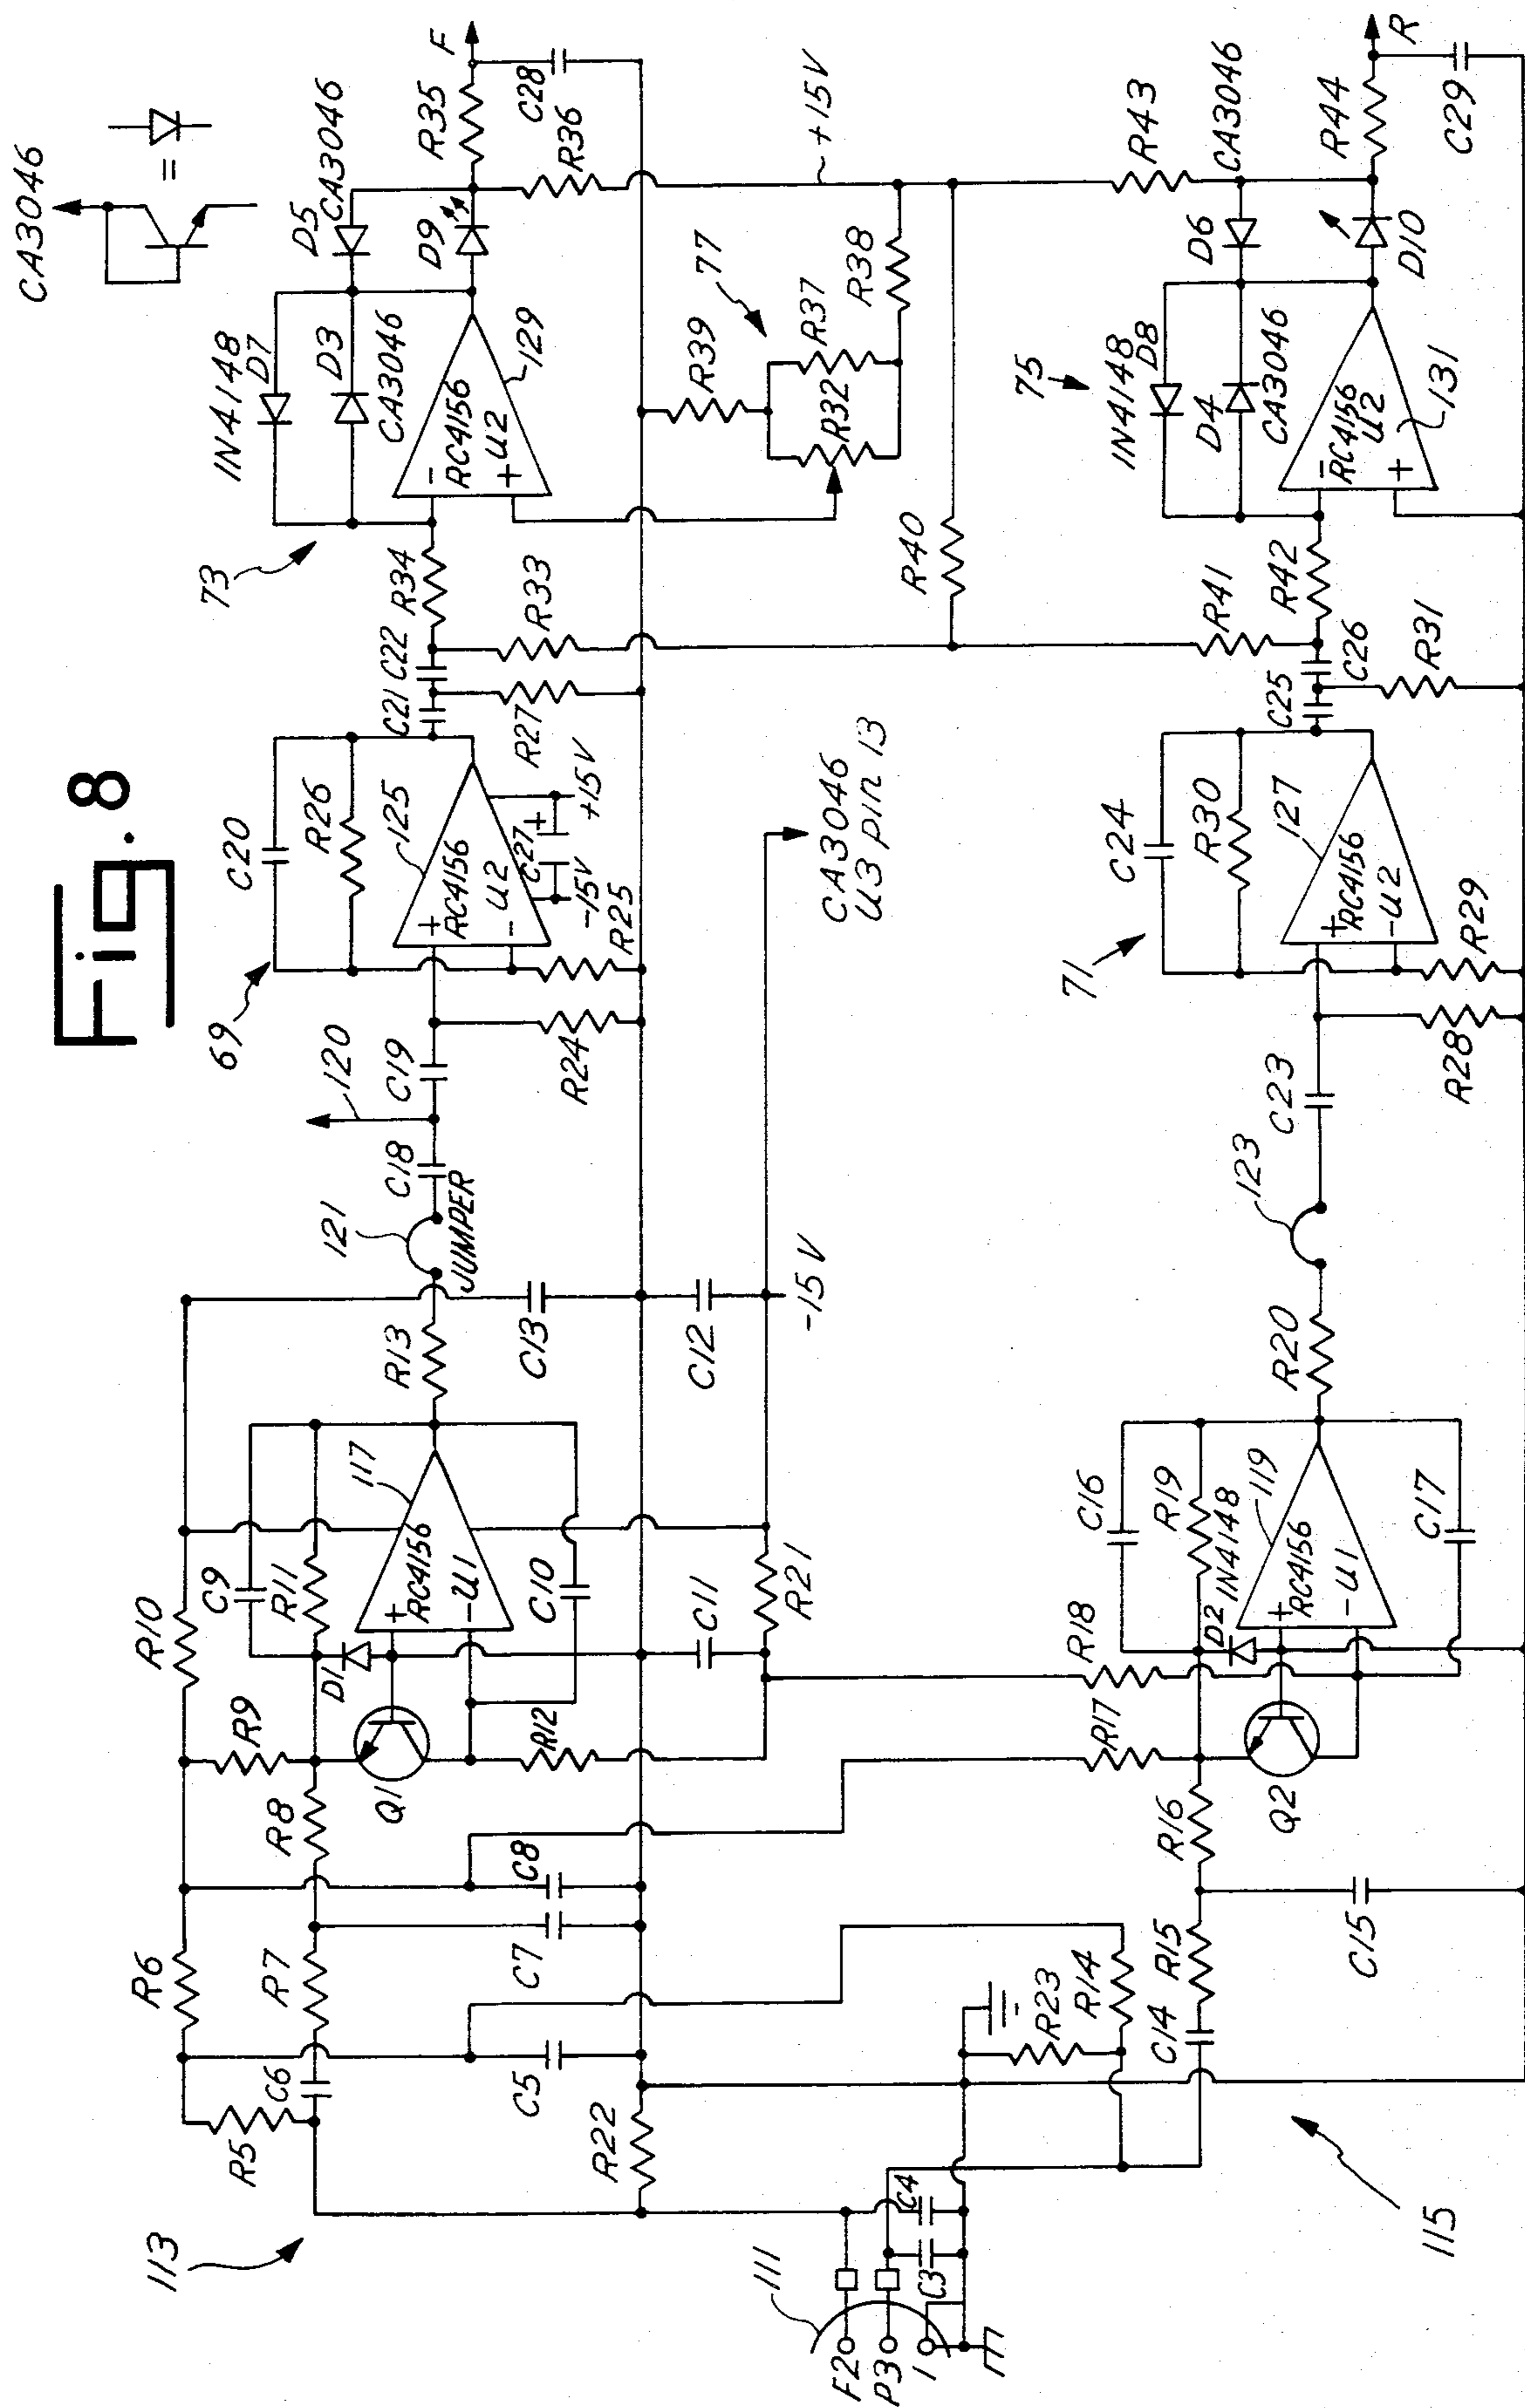 Fig. 8
CA3046
=
113
R5
C6
R6
R7
R8
R9
R10
C9
R11
D1
117
+
RC4156
-U1
Q1
R12
C10
C5
C7
C8
C11
R21
R22
R13
C13
C12
-15V
121
JUMPER
C18
120
C19
R24
69
C20
R26
125
+
RC4156
-U2
C27
+
-15V
+15V
R25
C21
C22
R27
R33
R34
73
IN4148
D7
D3
CA3046
-
RC4156
+ U2
129
D5
CA3046
D9
R35
F
C28
R36
R39
77
R32
R37
R38
R40
+15V
CA3046
U3 pin 13
111
F2
P3
1
C3
C4
R23
R14
C14
R15
C15
115
R16
R17
R18
Q2
D2
IN4148
C16
R19
119
+
RC4156
-U1
C17
R20
123
C23
R28
71
C24
R30
127
+
RC4156
-U2
R29
C25
C26
R31
R41
R42
75
IN4148
D8
D4
CA3046
-
RC4156
U2
+
131
D6
CA3046
D10
R43
R44
R
C29